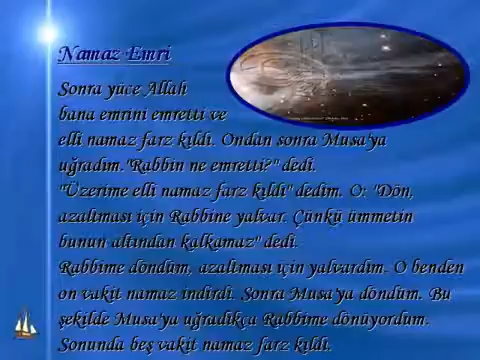 Namaz Emri
Sonra yüce Allah
bana emrini emretti ve
elli namaz farz kıldı. Ondan sonra Musa'ya
uğradım."Rabbin ne emretti?" dedi.
"Üzerime elli namaz farz kıldı" dedim. O: "Dön,
azaltması için Rabbine yalvar. Çünkü ümmetin
bunun altından kalkamaz" dedi.
Rabbime döndüm, azaltması için yalvardım. O benden
on vakit namaz indirdi. Sonra Musa'ya döndüm. Bu
şekilde Musa'ya uğradıkça Rabbime dönüyordum.
Sonunda beş vakit namaz farz kıldı.